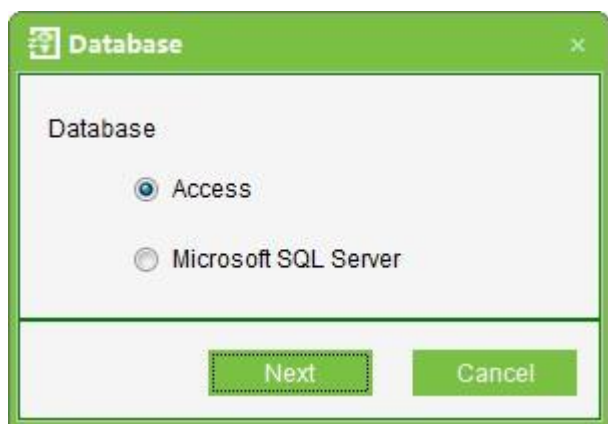 Database
Database
Access
Microsoft SQL Server
Next Cancel